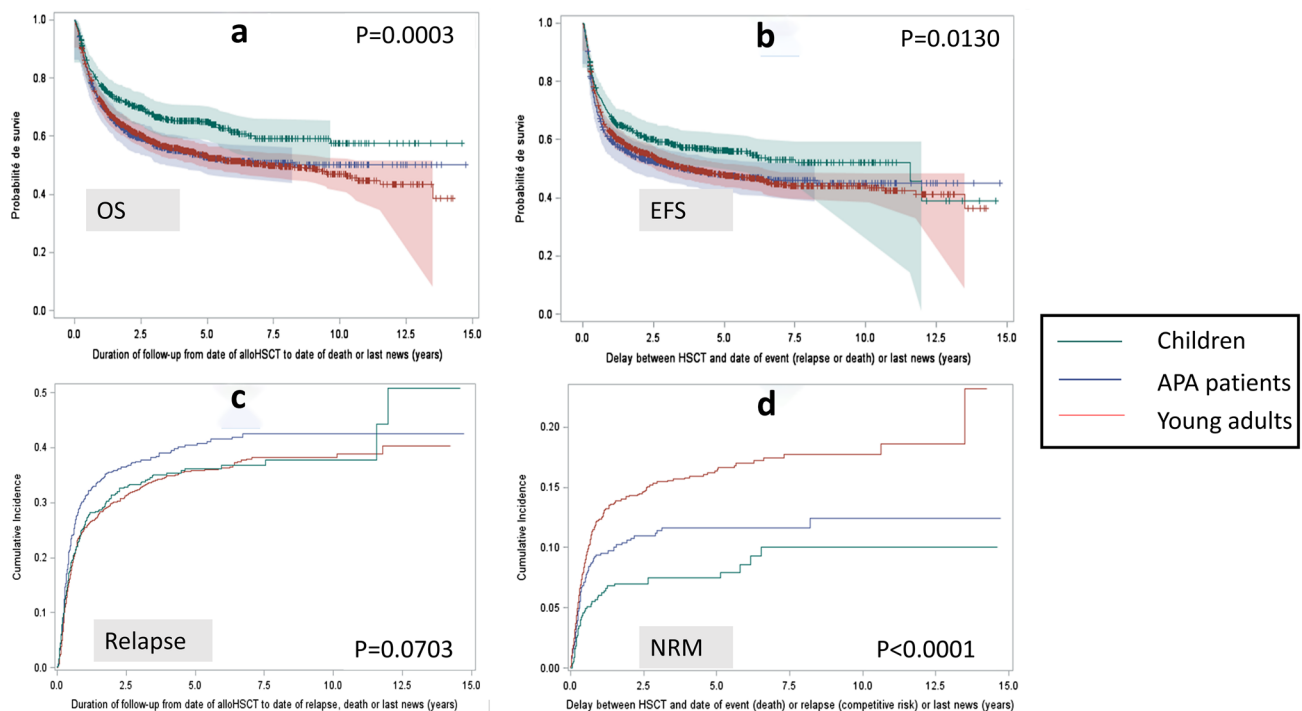 a
P=0.0003
Probabilité de survie
1.0
0.8
0.6
0.4
0.2
0.0
OS
0.0 2.5 5.0 7.5 10.0 12.5 15.0
Duration of follow-up from date of alloHSCT to date of death or last news (years)
b
P=0.0130
Probabilité de survie
1.0
0.8
0.6
0.4
0.2
0.0
EFS
0.0 2.5 5.0 7.5 10.0 12.5 15.0
Delay between HSCT and date of event (relapse or death) or last news (years)
c
Cumulative Incidence
0.5
0.4
0.3
0.2
0.1
0.0
Relapse
P=0.0703
0.0 2.5 5.0 7.5 10.0 12.5 15.0
Duration of follow-up from date of alloHSCT to date of relapse, death or last news (years)
d
Cumulative Incidence
0.20
0.15
0.10
0.05
0.00
NRM
P<0.0001
0.0 2.5 5.0 7.5 10.0 12.5 15.0
Delay between HSCT and date of event (death) or relapse (competitive risk) or last news (years)
Children
APA patients
Young adults